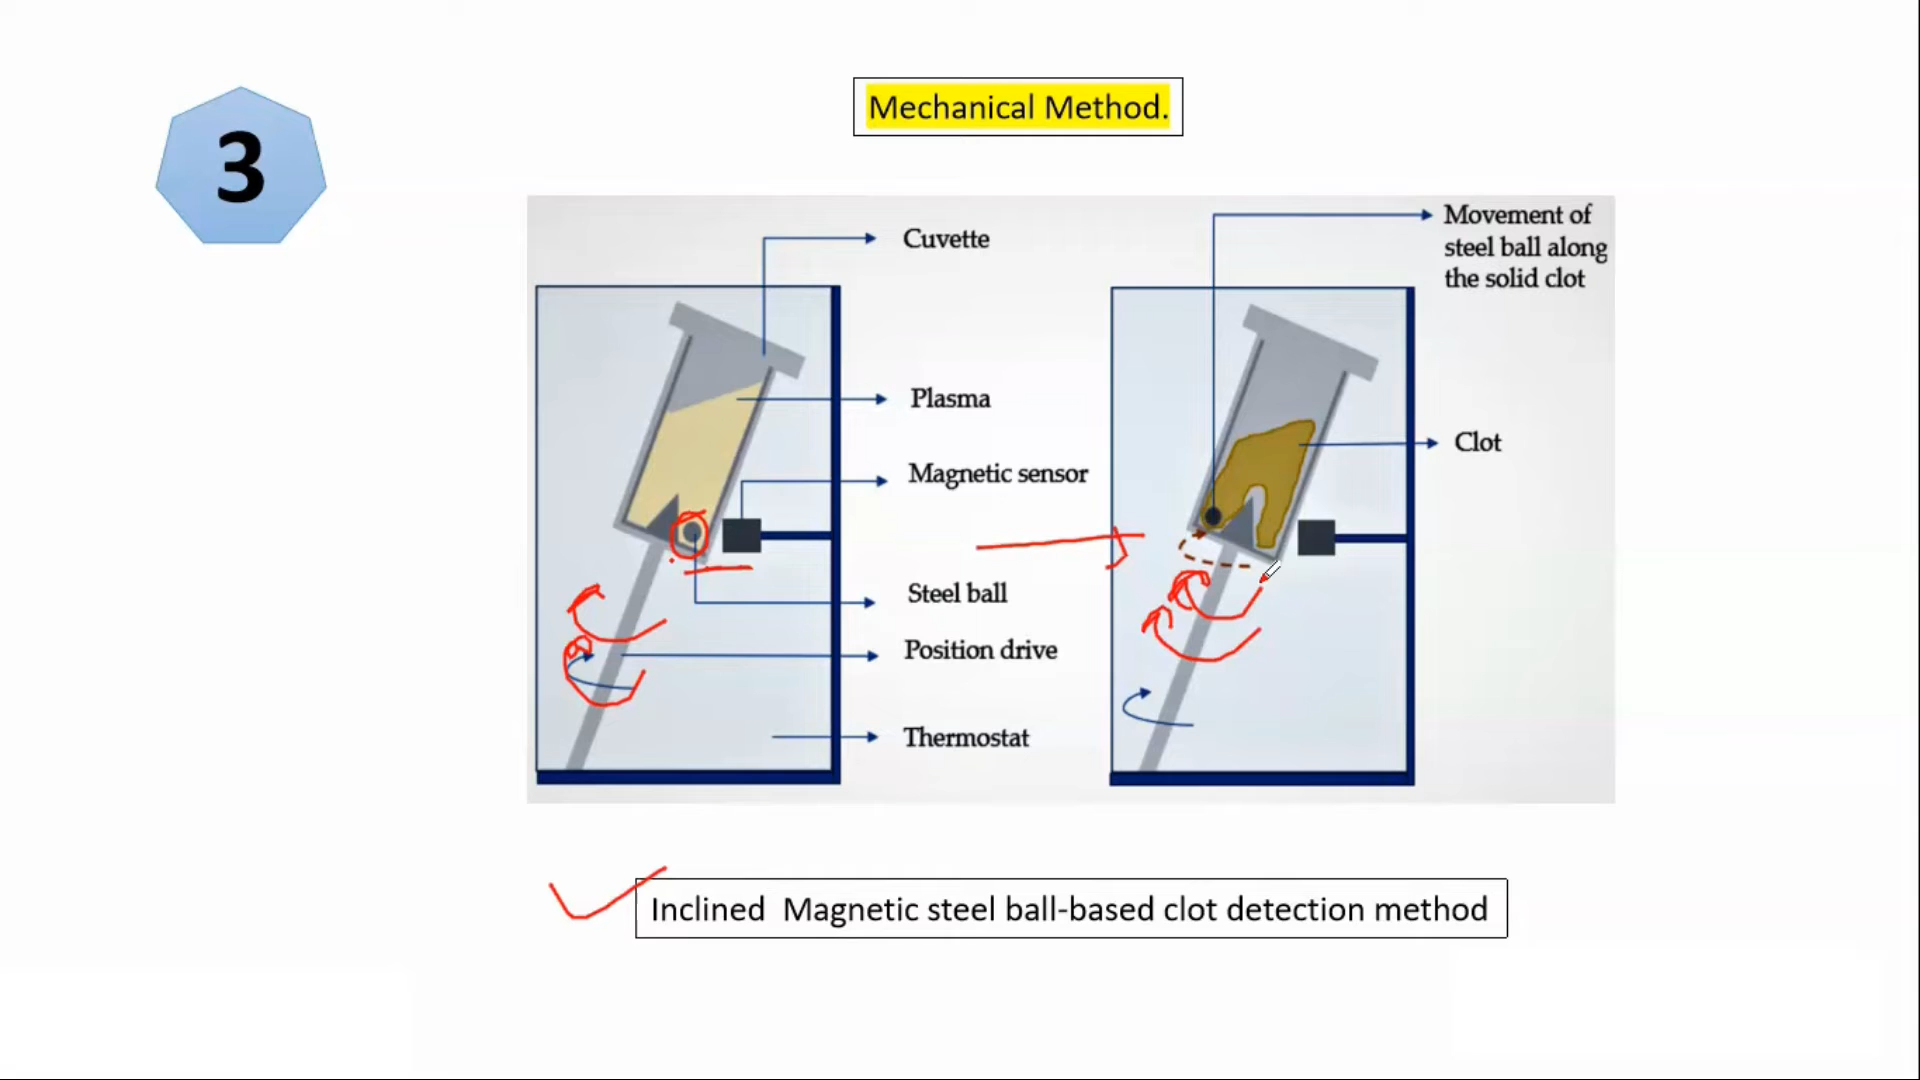 3
Mechanical Method.
Cuvette
Plasma
Magnetic sensor
Steel ball
Position drive
Thermostat
Movement of
steel ball along
the solid clot
Clot
Inclined  Magnetic steel ball-based clot detection method